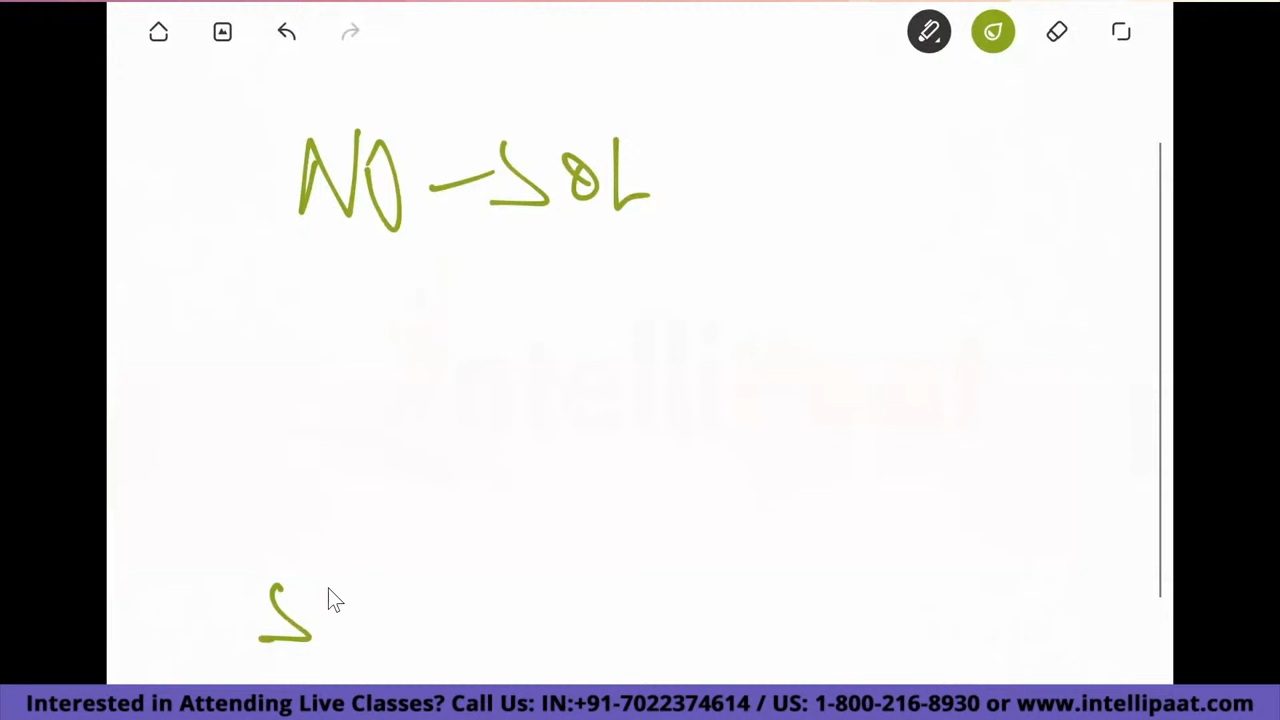 NO-SQL
intellipaat
S
Interested in Attending Live Classes? Call Us: IN:+91-7022374614 / US: 1-800-216-8930 or www.intellipaat.com